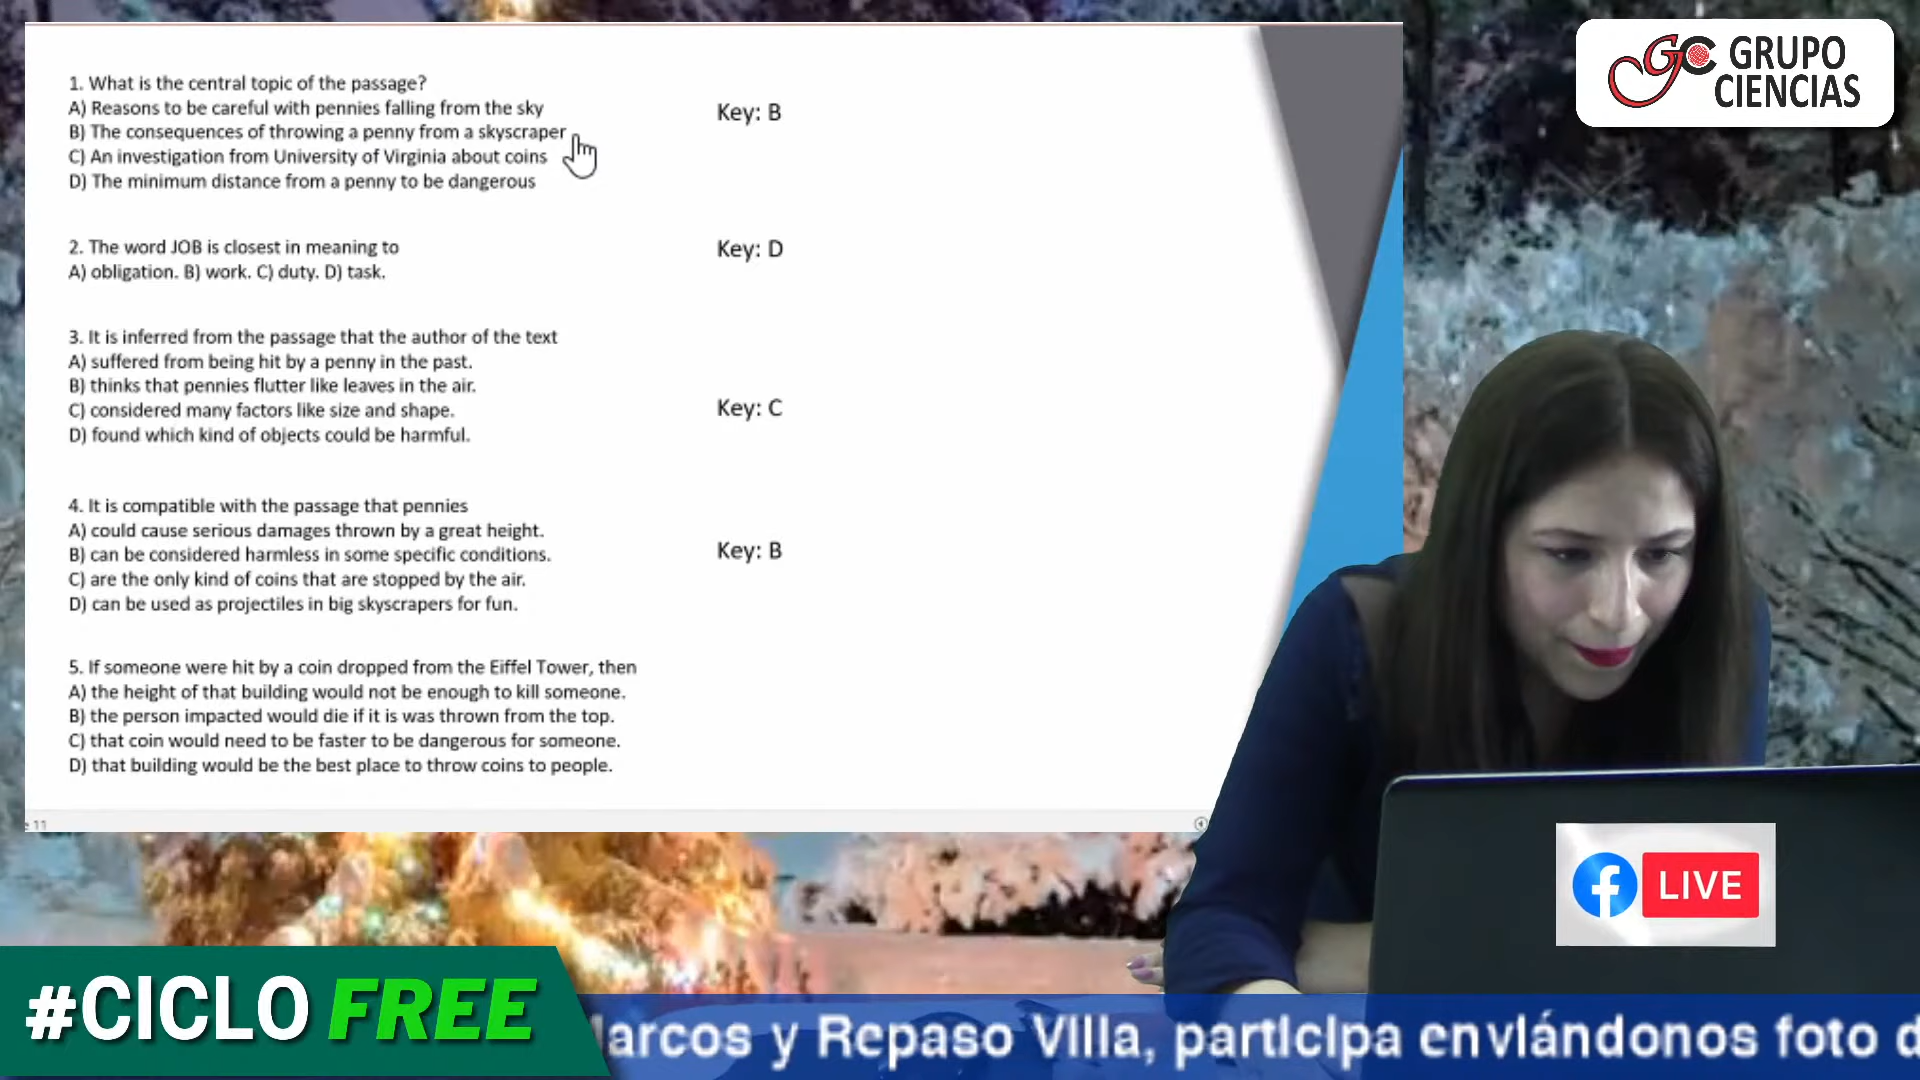 1. What is the central topic of the passage?
A) Reasons to be careful with pennies falling from the sky
B) The consequences of throwing a penny from a skyscraper
C) An investigation from University of Virginia about coins
D) The minimum distance from a penny to be dangerous
Key: B
2. The word JOB is closest in meaning to
A) obligation. B) work. C) duty. D) task.
Key: D
3. It is inferred from the passage that the author of the text
A) suffered from being hit by a penny in the past.
B) thinks that pennies flutter like leaves in the air.
C) considered many factors like size and shape.
D) found which kind of objects could be harmful.
Key: C
4. It is compatible with the passage that pennies
A) could cause serious damages thrown by a great height.
B) can be considered harmless in some specific conditions.
C) are the only kind of coins that are stopped by the air.
D) can be used as projectiles in big skyscrapers for fun.
Key: B
5. If someone were hit by a coin dropped from the Eiffel Tower, then
A) the height of that building would not be enough to kill someone.
B) the person impacted would die if it is was thrown from the top.
C) that coin would need to be faster to be dangerous for someone.
D) that building would be the best place to throw coins to people.
11
GC GRUPO
CIENCIAS
LIVE
#CICLO FREE
arcos y Repaso Villa, participa enviándonos foto d